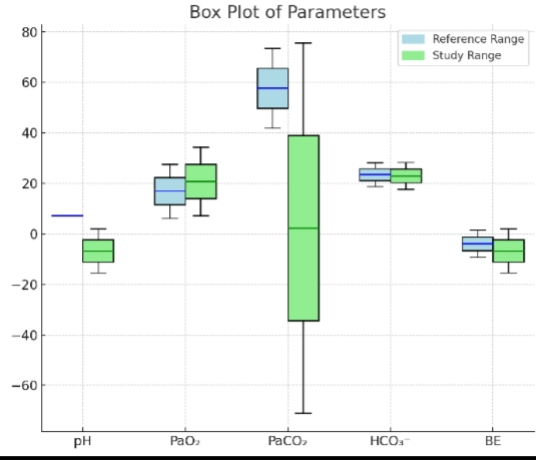 Box Plot of Parameters
Reference Range
Study Range
80
60
40
20
0
−20
−40
−60
pH
PaO₂
PaCO₂
HCO₃⁻
BE